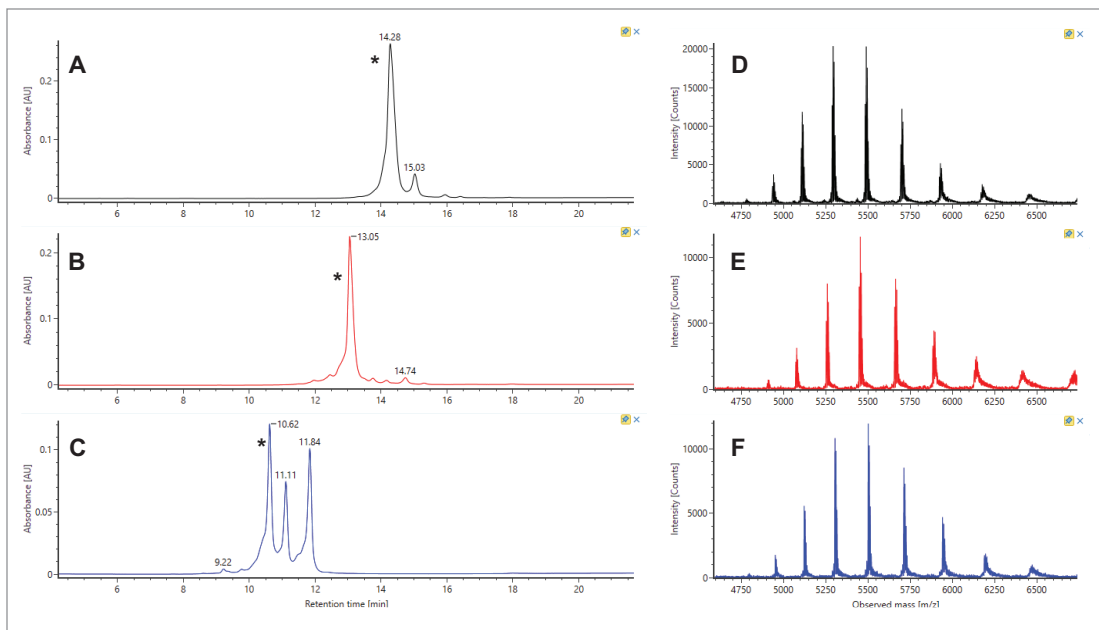 A
*
14.28
15.03
Absorbance [AU]
0.2
0.1
0
6 8 10 12 14 16 18 20
B
*
13.05
14.74
Absorbance [AU]
0.2
0.1
0
6 8 10 12 14 16 18 20
C
*
10.62
11.11
11.84
9.22
Absorbance [AU]
0.1
0.05
0
6 8 10 12 14 16 18 20
Retention time [min]
D
Intensity [Counts]
20000
15000
10000
5000
0
4750 5000 5250 5500 5750 6000 6250 6500
E
Intensity [Counts]
10000
5000
0
4750 5000 5250 5500 5750 6000 6250 6500
F
Intensity [Counts]
10000
5000
0
4750 5000 5250 5500 5750 6000 6250 6500
Observed mass [m/z]